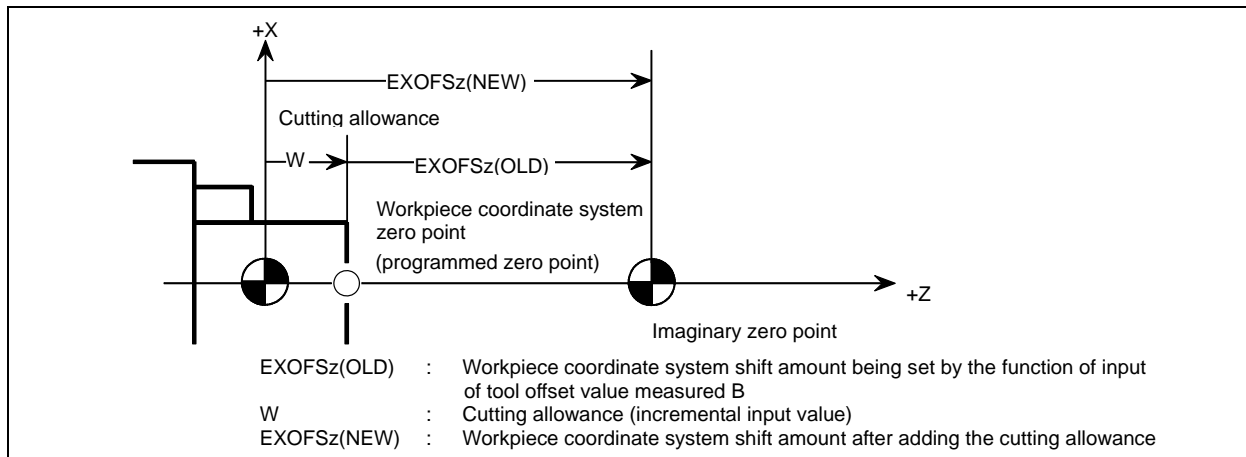 +X
EXOFSz(NEW)
Cutting allowance
W
EXOFSz(OLD)
Workpiece coordinate system
zero point
(programmed zero point)
+Z
Imaginary zero point
EXOFSz(OLD) : Workpiece coordinate system shift amount being set by the function of input
of tool offset value measured B
W : Cutting allowance (incremental input value)
EXOFSz(NEW) : Workpiece coordinate system shift amount after adding the cutting allowance